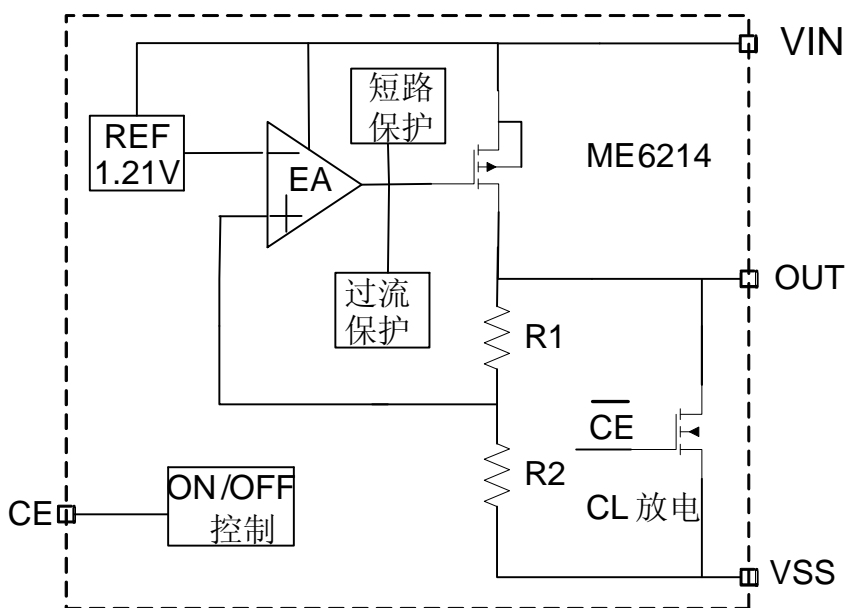 VIN
短路
保护
REF
1.21V
EA
ME6214
过流
保护
OUT
R1
CE
R2
CE
ON/OFF
控制
CL 放电
VSS